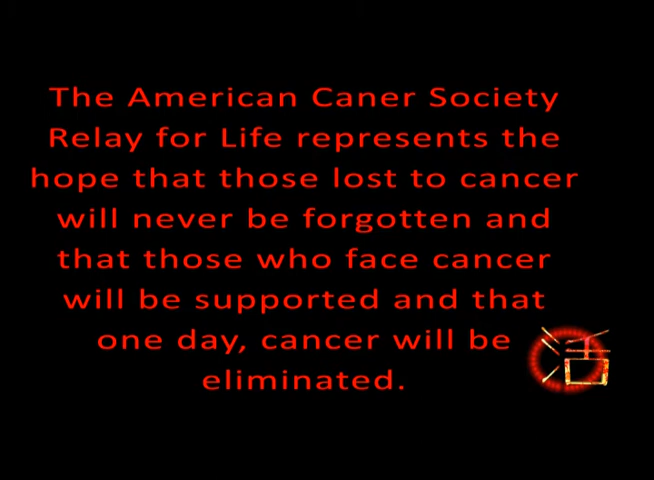 The American Caner Society
Relay for Life represents the
hope that those lost to cancer
will never be forgotten and
that those who face cancer
will be supported and that
one day, cancer will be
eliminated.
活